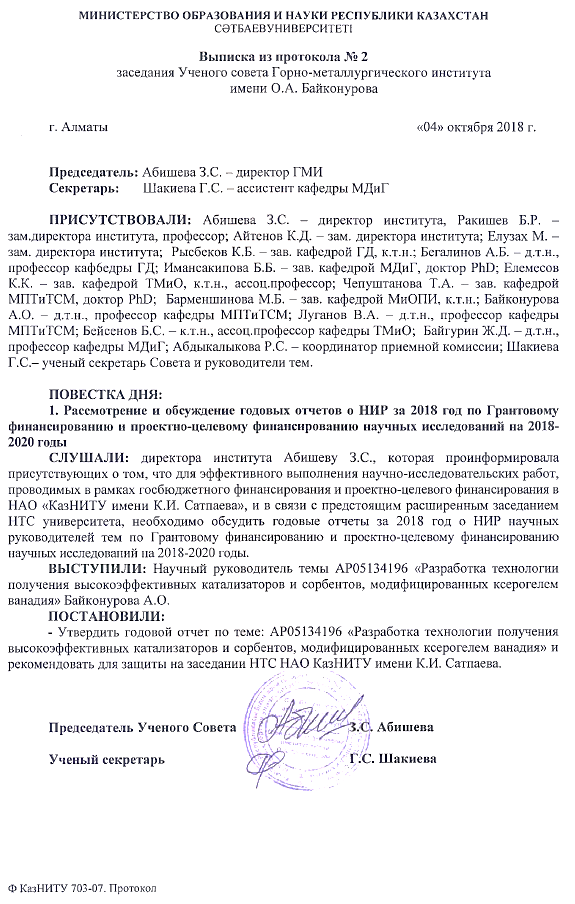 МИНИСТЕРСТВО ОБРАЗОВАНИЯ И НАУКИ РЕСПУБЛИКИ КАЗАХСТАН
СӘТБАЕВУНИВЕРСИТЕТІ
Выписка из протокола № 2
заседания Ученого совета Горно-металлургического института
имени О.А. Байконурова
г. Алматы «04» октября 2018 г.
Председатель: Абишева З.С. – директор ГМИ
Секретарь: Шакиева Г.С. – ассистент кафедры МДиГ
ПРИСУТСТВОВАЛИ: Абишева З.С. – директор института, Ракишев Б.Р. –
зам.директора института, профессор; Айтенов К.Д. – зам. директора института; Елузах М. –
зам. директора института; Рысбеков К.Б. – зав. кафедрой ГД, к.т.н.; Бегалинов А.Б. – д.т.н.,
профессор кафбедры ГД; Имансакипова Б.Б. – зав. кафедрой МДиГ, доктор PhD; Елемесов
К.К. – зав. кафедрой ТМиО, к.т.н., ассоц.профессор; Чепуштанова Т.А. – зав. кафедрой
МПТиТСМ, доктор PhD; Барменшинова М.Б. – зав. кафедрой МиОПИ, к.т.н.; Байконурова
А.О. – д.т.н., профессор кафедры МПТиТСМ; Луганов В.А. – д.т.н., профессор кафедры
МПТиТСМ; Бейсенов Б.С. – к.т.н., ассоц.профессор кафедры ТМиО; Байгурин Ж.Д. – д.т.н.,
профессор кафедры МДиГ; Абдыкалыкова Р.С. – координатор приемной комиссии; Шакиева
Г.С.– ученый секретарь Совета и руководители тем.
ПОВЕСТКА ДНЯ:
1. Рассмотрение и обсуждение годовых отчетов о НИР за 2018 год по Грантовому
финансированию и проектно-целевому финансированию научных исследований на 2018-
2020 годы
СЛУШАЛИ: директора института Абишеву З.С., которая проинформировала
присутствующих о том, что для эффективного выполнения научно-исследовательских работ,
проводимых в рамках госбюджетного финансирования и проектно-целевого финансирования в
НАО «КазНИТУ имени К.И. Сатпаева», и в связи с предстоящим расширенным заседанием
НТС университета, необходимо обсудить годовые отчеты за 2018 год о НИР научных
руководителей тем по Грантовому финансированию и проектно-целевому финансированию
научных исследований на 2018-2020 годы.
ВЫСТУПИЛИ: Научный руководитель темы АР05134196 «Разработка технологии
получения высокоэффективных катализаторов и сорбентов, модифицированных ксерогелем
ванадия» Байконурова А.О.
ПОСТАНОВИЛИ:
- Утвердить годовой отчет по теме: АР05134196 «Разработка технологии получения
высокоэффективных катализаторов и сорбентов, модифицированных ксерогелем ванадия» и
рекомендовать для защиты на заседании НТС НАО КазНИТУ имени К.И. Сатпаева.
Председатель Ученого Совета З.С. Абишева
Ученый секретарь Г.С. Шакиева
Ф КазНИТУ 703-07. Протокол